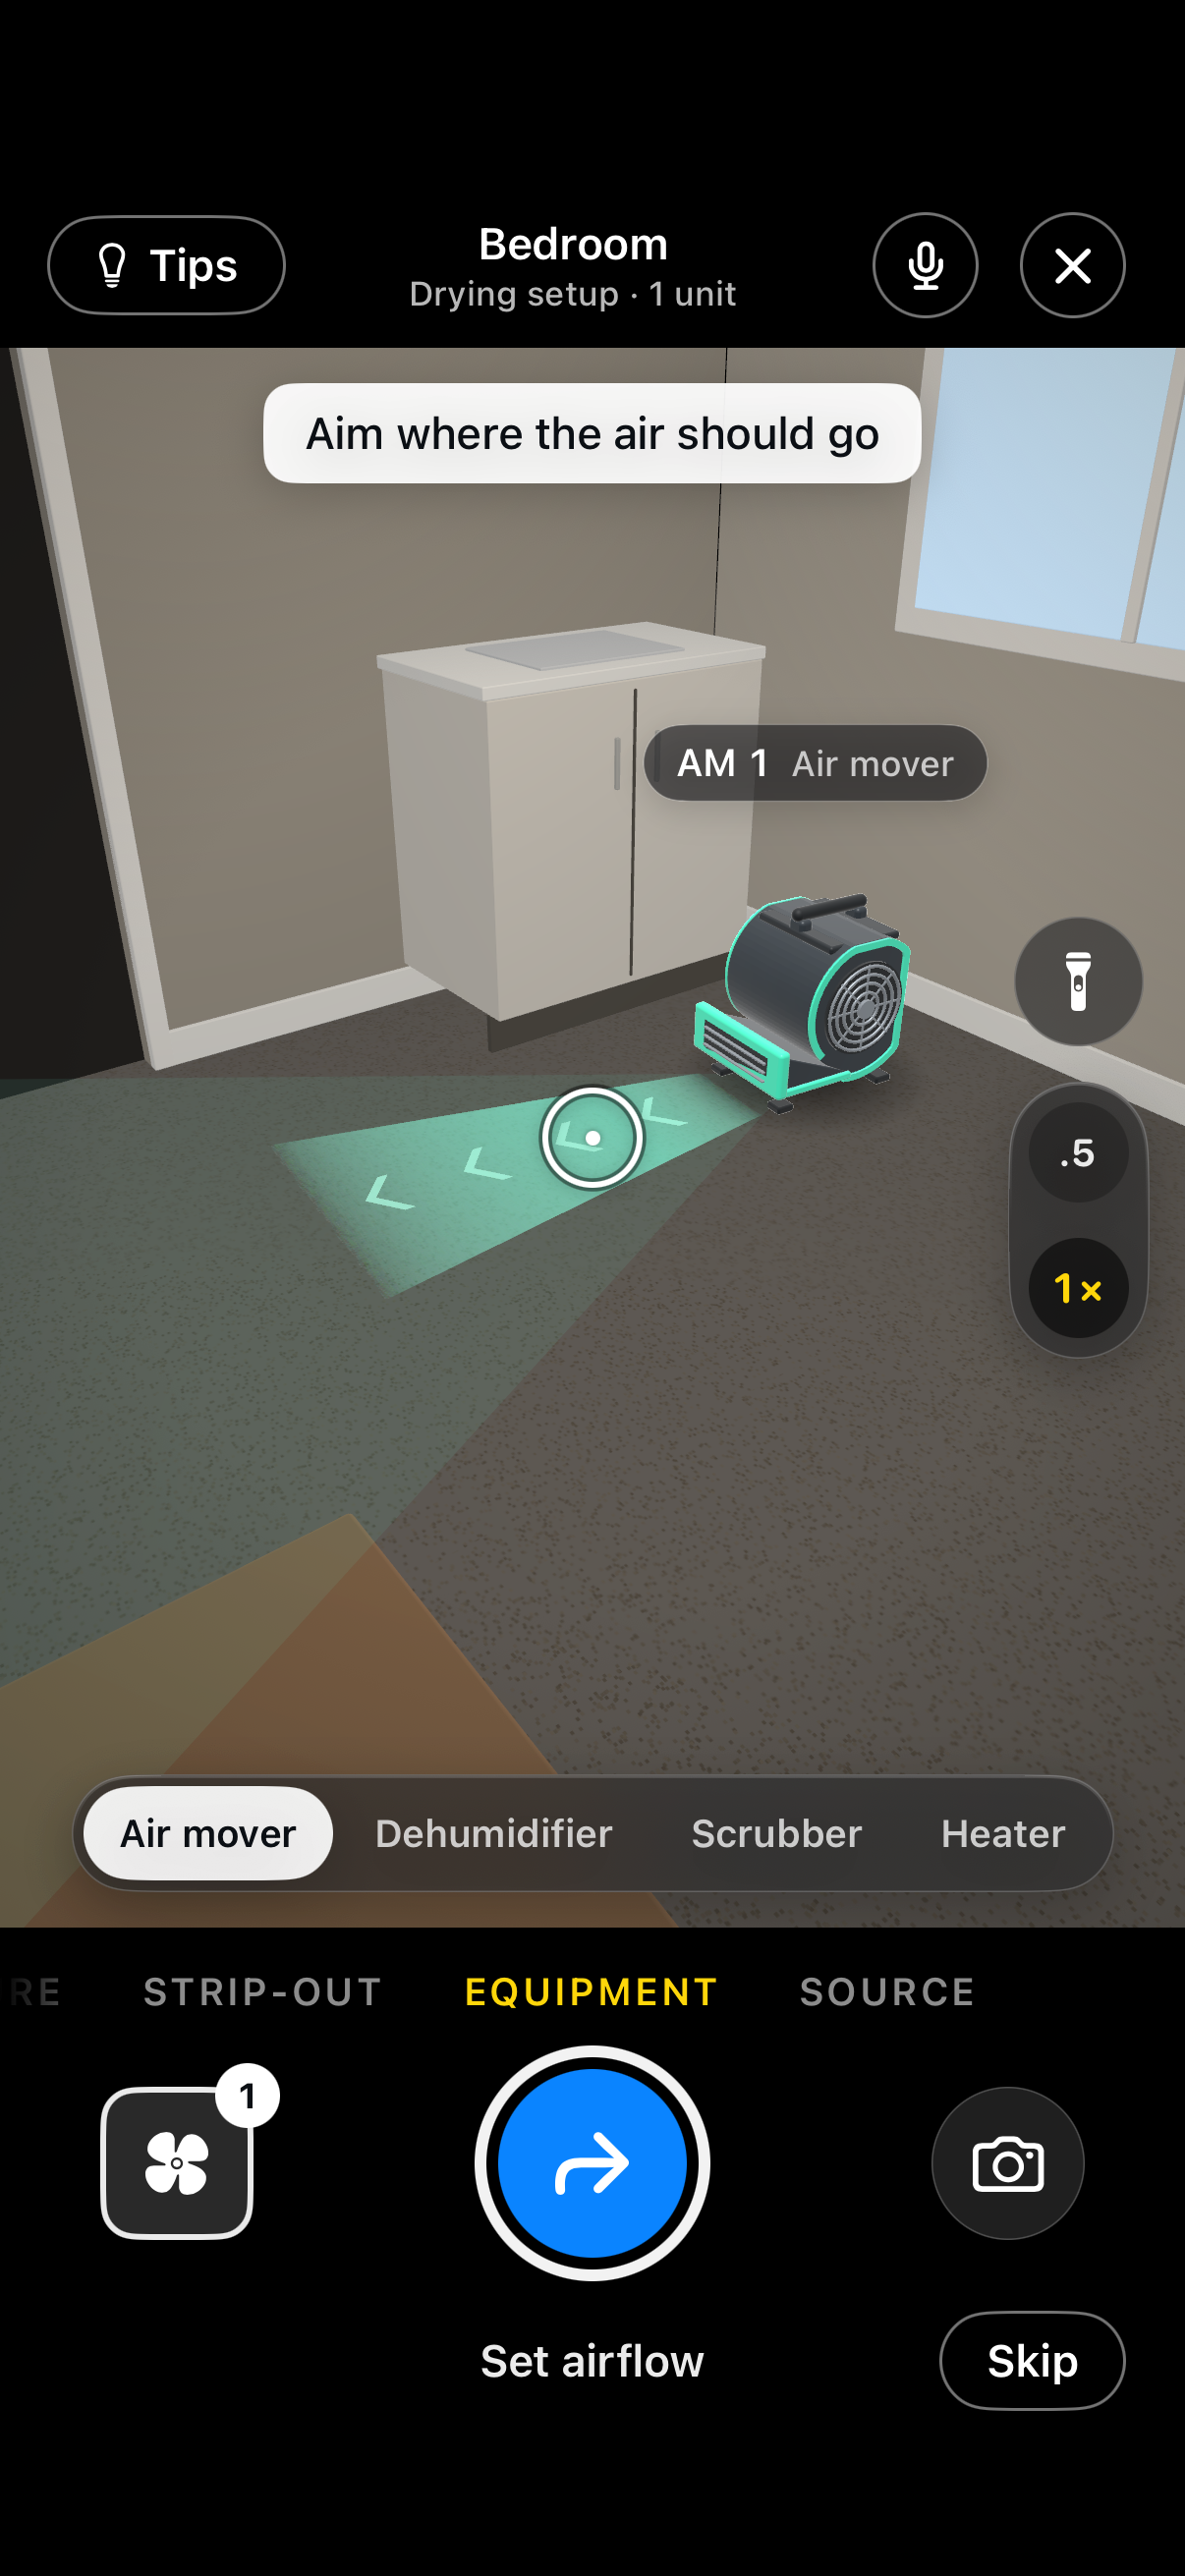 Tips
Bedroom
Drying setup · 1 unit
Aim where the air should go
AM 1 Air mover
.5
1×
Air mover Dehumidifier Scrubber Heater
RE STRIP-OUT EQUIPMENT SOURCE
1
Set airflow
Skip